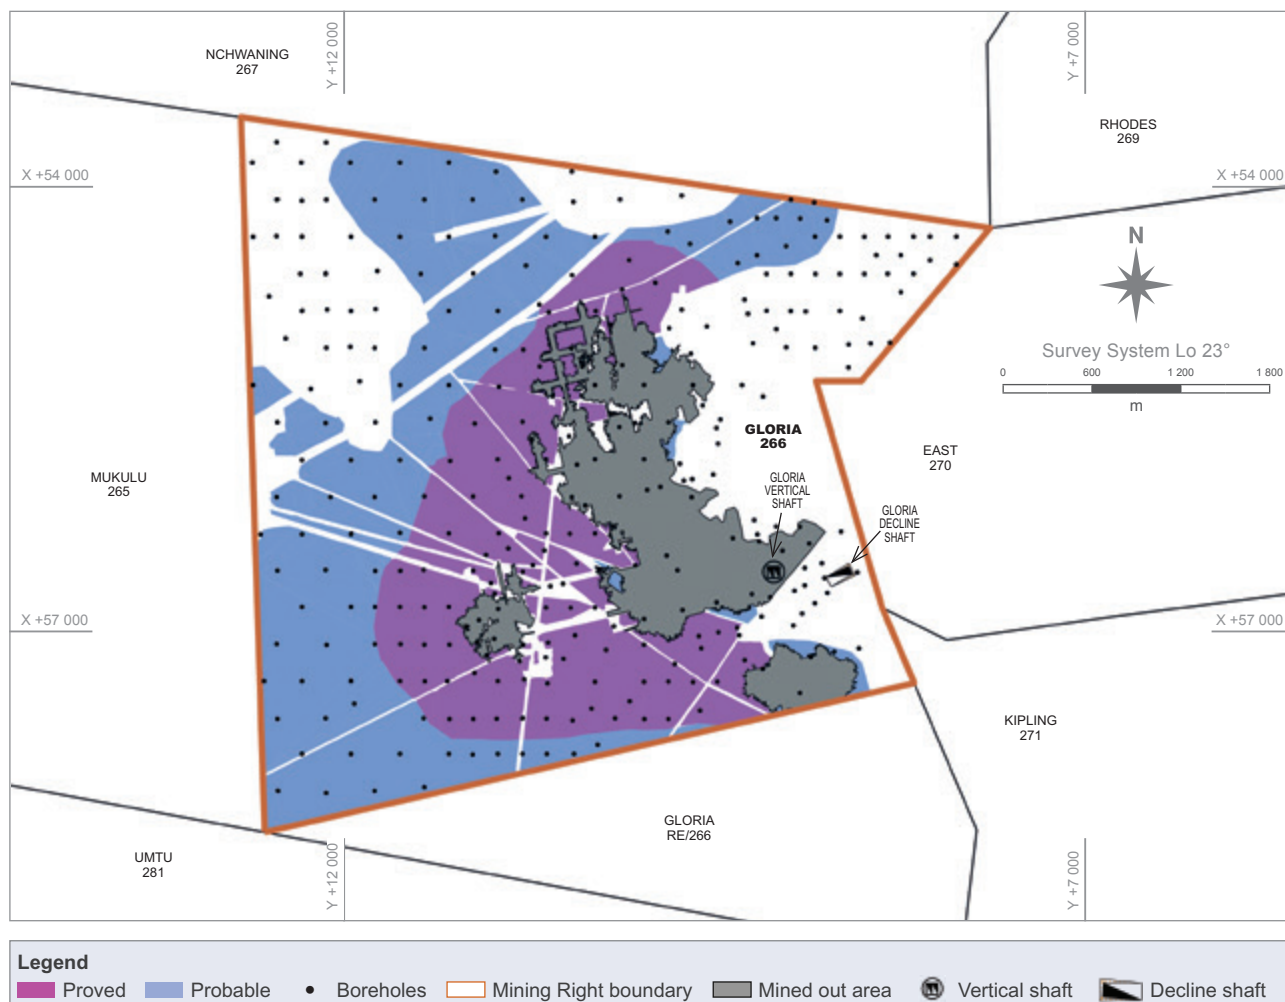 NCHWANING
267
Y +12 000
Y +7 000
RHODES
269
X +54 000
X +54 000
N
Survey System Lo 23°
0 600 1 200 1 800
m
GLORIA
266
EAST
270
MUKULU
265
GLORIA
VERTICAL
SHAFT
GLORIA
DECLINE
SHAFT
X +57 000
X +57 000
KIPLING
271
GLORIA
RE/266
UMTU
281
Y +12 000
Y +7 000
Legend
Proved Probable Boreholes Mining Right boundary Mined out area Vertical shaft Decline shaft